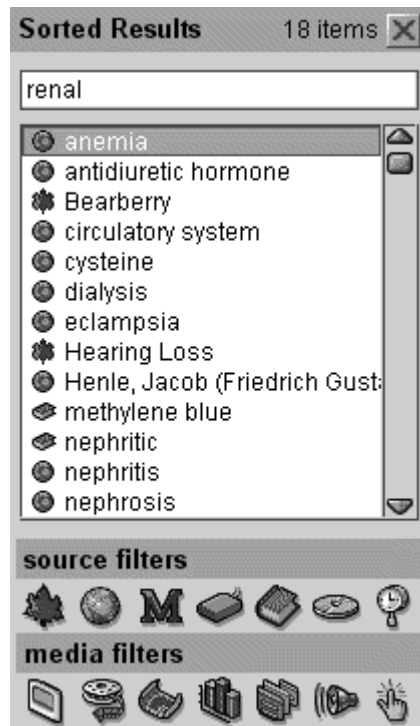 Sorted Results 18 items
renal
anemia
antidiuretic hormone
Bearberry
circulatory system
cysteine
dialysis
eclampsia
Hearing Loss
Henle, Jacob (Friedrich Gust
methylene blue
nephritic
nephritis
nephrosis
source filters
M
media filters